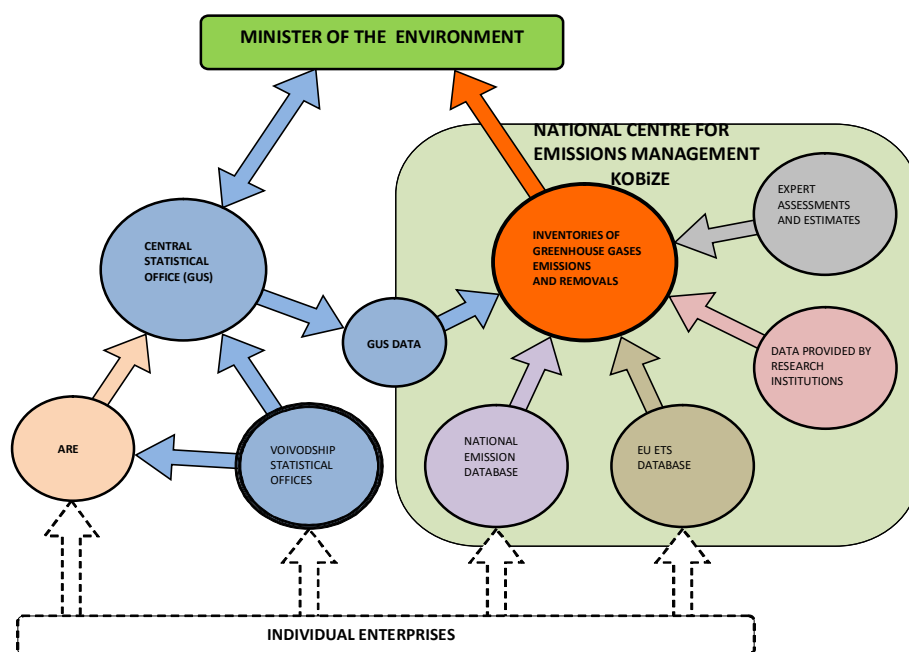 MINISTER OF THE ENVIRONMENT
NATIONAL CENTRE FOR
EMISSIONS MANAGEMENT
KOBiZE
EXPERT
ASSESSMENTS
AND ESTIMATES
CENTRAL
STATISTICAL
OFFICE (GUS)
INVENTORIES OF
GREENHOUSE GASES
EMISSIONS
AND REMOVALS
GUS DATA
DATA PROVIDED BY
RESEARCH
INSTITUTIONS
ARE
VOIVODSHIP
STATISTICAL
OFFICES
NATIONAL
EMISSION
DATABASE
EU ETS
DATABASE
INDIVIDUAL ENTERPRISES